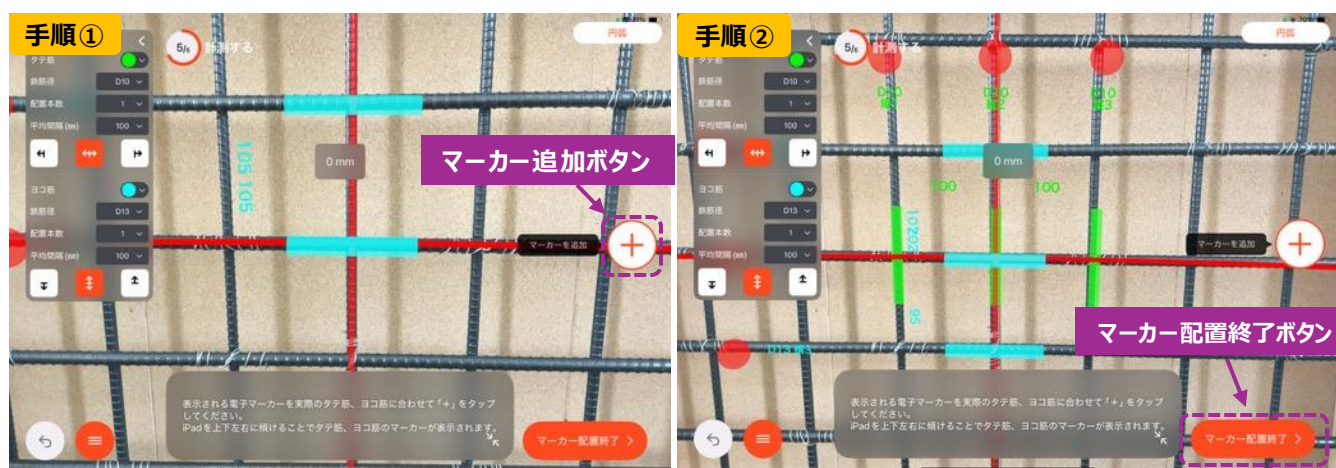 手順①
5/6 計測する
円弧
タテ筋
鉄筋径 D10
配置本数 1
平均間隔(㎜) 100
ヨコ筋
鉄筋径 D13
配置本数 1
平均間隔(㎜) 100
105 105
0 mm
マーカー追加ボタン
マーカーを追加
表示される電子マーカーを実際のタテ筋、ヨコ筋に合わせて「+」をタップ
してください。
iPadを上下左右に傾けることでタテ筋、ヨコ筋のマーカーが表示されます。
マーカー配置終了
手順②
5/6 計測する
70%
円弧
タテ筋
鉄筋径 D10
配置本数 1
平均間隔(㎜) 100
ヨコ筋
鉄筋径 D13
配置本数 1
平均間隔(㎜) 100
D10
縦2
D10
縦3
0 mm
100
100
95
マーカーを追加
マーカー配置終了ボタン
表示される電子マーカーを実際のタテ筋、ヨコ筋に合わせて「+」をタップ
してください。
iPadを上下左右に傾けることでタテ筋、ヨコ筋のマーカーが表示されます。
マーカー配置終了